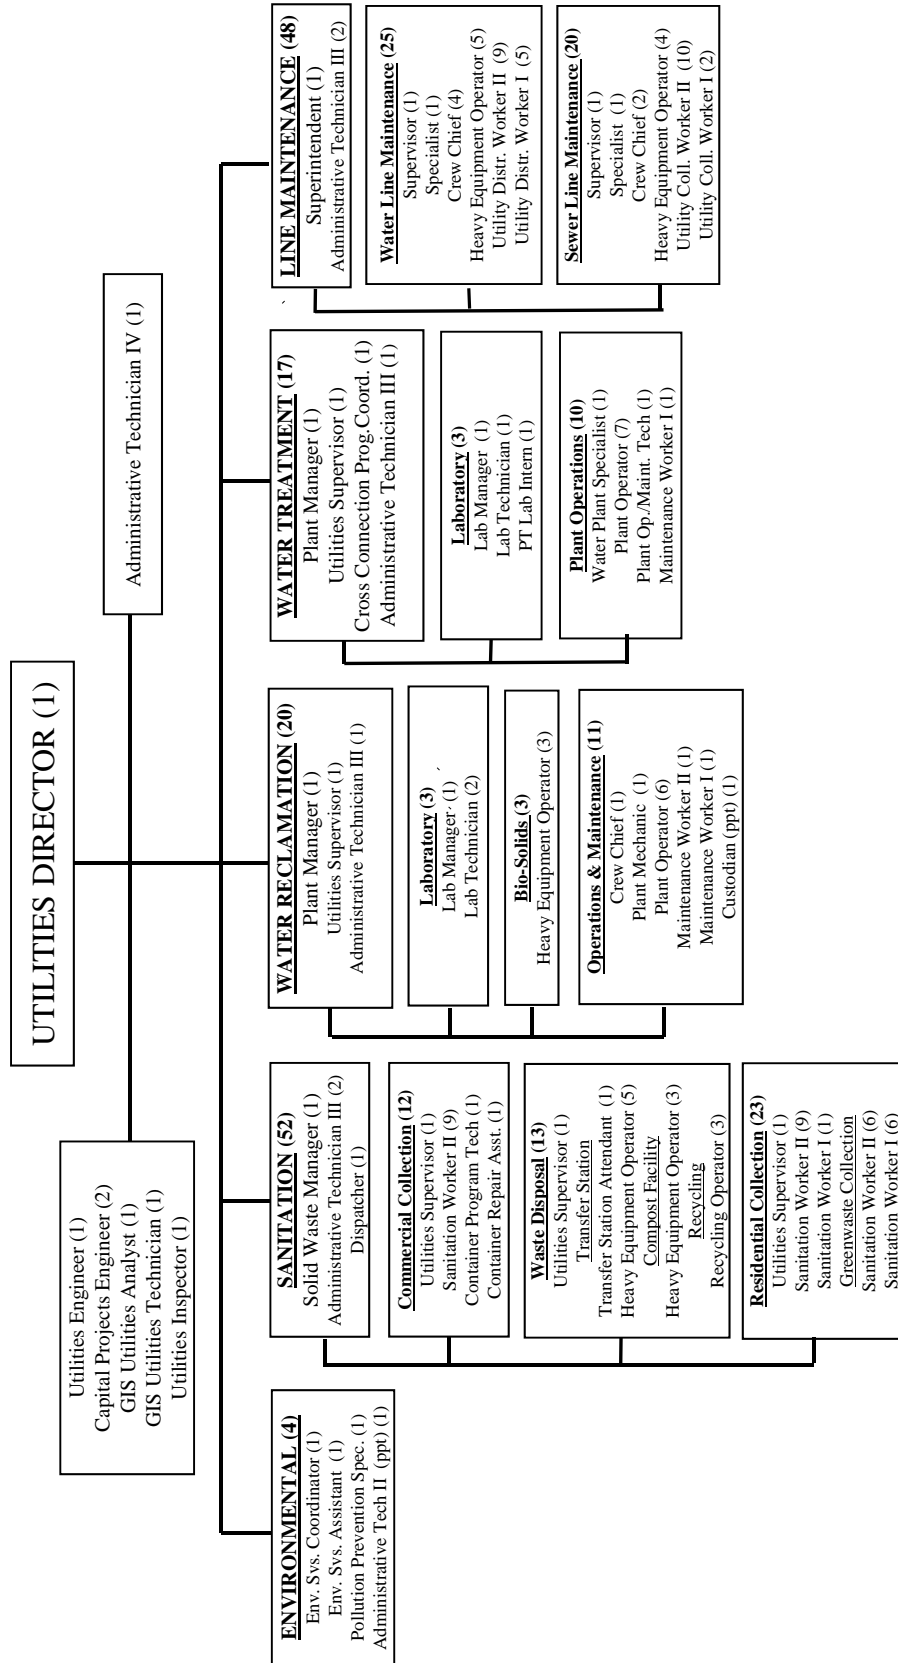 UTILITIES DIRECTOR (1)
Utilities Engineer (1)
Capital Projects Engineer (2)
GIS Utilities Analyst (1)
GIS Utilities Technician (1)
Utilities Inspector (1)
Administrative Technician IV (1)
ENVIRONMENTAL (4)
Env. Svs. Coordinator (1)
Env. Svs. Assistant (1)
Pollution Prevention Spec. (1)
Administrative Tech II (ppt) (1)
SANITATION (52)
Solid Waste Manager (1)
Administrative Technician III (2)
Dispatcher (1)
Commercial Collection (12)
Utilities Supervisor (1)
Sanitation Worker II (9)
Container Program Tech (1)
Container Repair Asst. (1)
Waste Disposal (13)
Utilities Supervisor (1)
Transfer Station
Transfer Station Attendant (1)
Heavy Equipment Operator (5)
Compost Facility
Heavy Equipment Operator (3)
Recycling
Recycling Operator (3)
Residential Collection (23)
Utilities Supervisor (1)
Sanitation Worker II (9)
Sanitation Worker I (1)
Greenwaste Collection
Sanitation Worker II (6)
Sanitation Worker I (6)
WATER RECLAMATION (20)
Plant Manager (1)
Utilities Supervisor (1)
Administrative Technician III (1)
Laboratory (3)
Lab Manager (1)
Lab Technician (2)
Bio-Solids (3)
Heavy Equipment Operator (3)
Operations & Maintenance (11)
Crew Chief (1)
Plant Mechanic (1)
Plant Operator (6)
Maintenance Worker II (1)
Maintenance Worker I (1)
Custodian (ppt) (1)
WATER TREATMENT (17)
Plant Manager (1)
Utilities Supervisor (1)
Cross Connection Prog.Coord. (1)
Administrative Technician III (1)
Laboratory (3)
Lab Manager (1)
Lab Technician (1)
PT Lab Intern (1)
Plant Operations (10)
Water Plant Specialist (1)
Plant Operator (7)
Plant Op./Maint. Tech (1)
Maintenance Worker I (1)
LINE MAINTENANCE (48)
Superintendent (1)
Administrative Technician III (2)
Water Line Maintenance (25)
Supervisor (1)
Specialist (1)
Crew Chief (4)
Heavy Equipment Operator (5)
Utility Distr. Worker II (9)
Utility Distr. Worker I (5)
Sewer Line Maintenance (20)
Supervisor (1)
Specialist (1)
Crew Chief (2)
Heavy Equipment Operator (4)
Utility Coll. Worker II (10)
Utility Coll. Worker I (2)